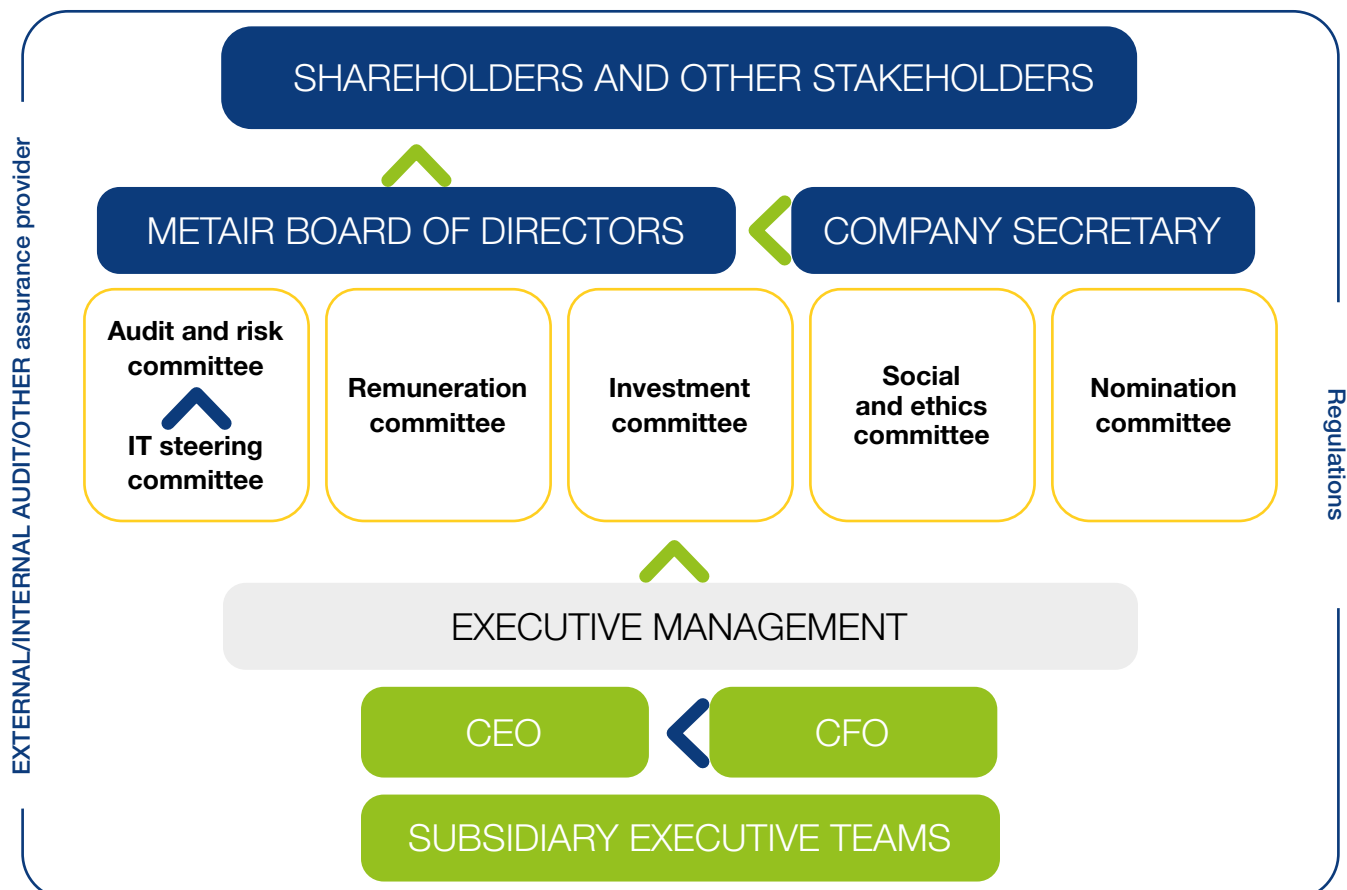 SHAREHOLDERS AND OTHER STAKEHOLDERS
METAIR BOARD OF DIRECTORS
COMPANY SECRETARY
Audit and risk
committee
IT steering
committee
Remuneration
committee
Investment
committee
Social
and ethics
committee
Nomination
committee
EXECUTIVE MANAGEMENT
CEO
CFO
SUBSIDIARY EXECUTIVE TEAMS
EXTERNAL/INTERNAL AUDIT/OTHER assurance provider
Regulations